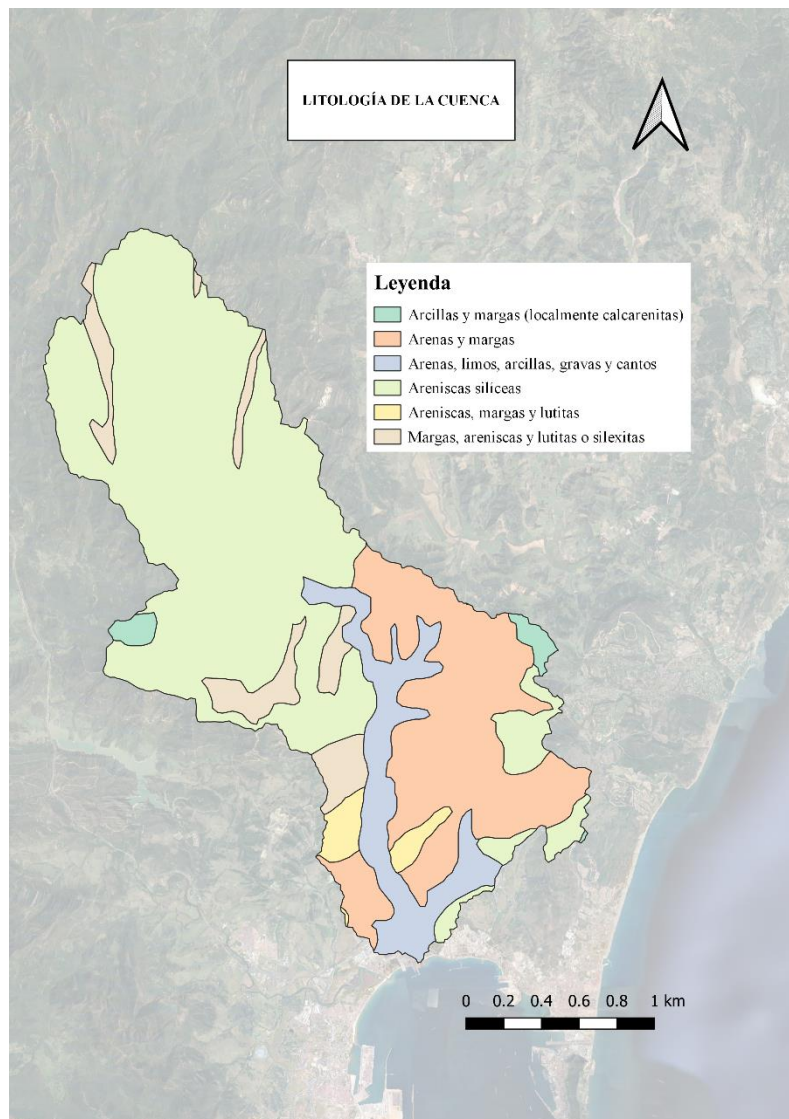 LITOLOGÍA DE LA CUENCA
Leyenda
Arcillas y margas (localmente calcarenitas)
Arenas y margas
Arenas, limos, arcillas, gravas y cantos
Areniscas silíceas
Areniscas, margas y lutitas
Margas, areniscas y lutitas o silexitas
0 0.2 0.4 0.6 0.8 1 km